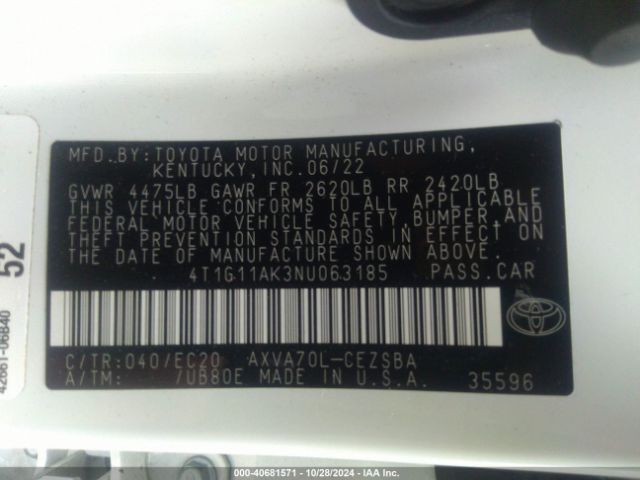 MFD. BY: TOYOTA MOTOR MANUFACTURING,
KENTUCKY, INC. 06/22
GVWR 4475LB GAWR FR 2620LB RR 2420LB
THIS VEHICLE CONFORMS TO ALL APPLICABLE
FEDERAL MOTOR VEHICLE SAFETY, BUMPER, AND
THEFT PREVENTION STANDARDS IN EFFECT ON
THE DATE OF MANUFACTURE SHOWN ABOVE.
4T1G11AK3NU063185 PASS.CAR
C/TR:040/EC20 AXVA70L-CEZSBA
A/TM: 7UB80E MADE IN U.S.A. 35596
52
42661-06B40
000-40681571 | 10/28/2024 - IAA Inc.